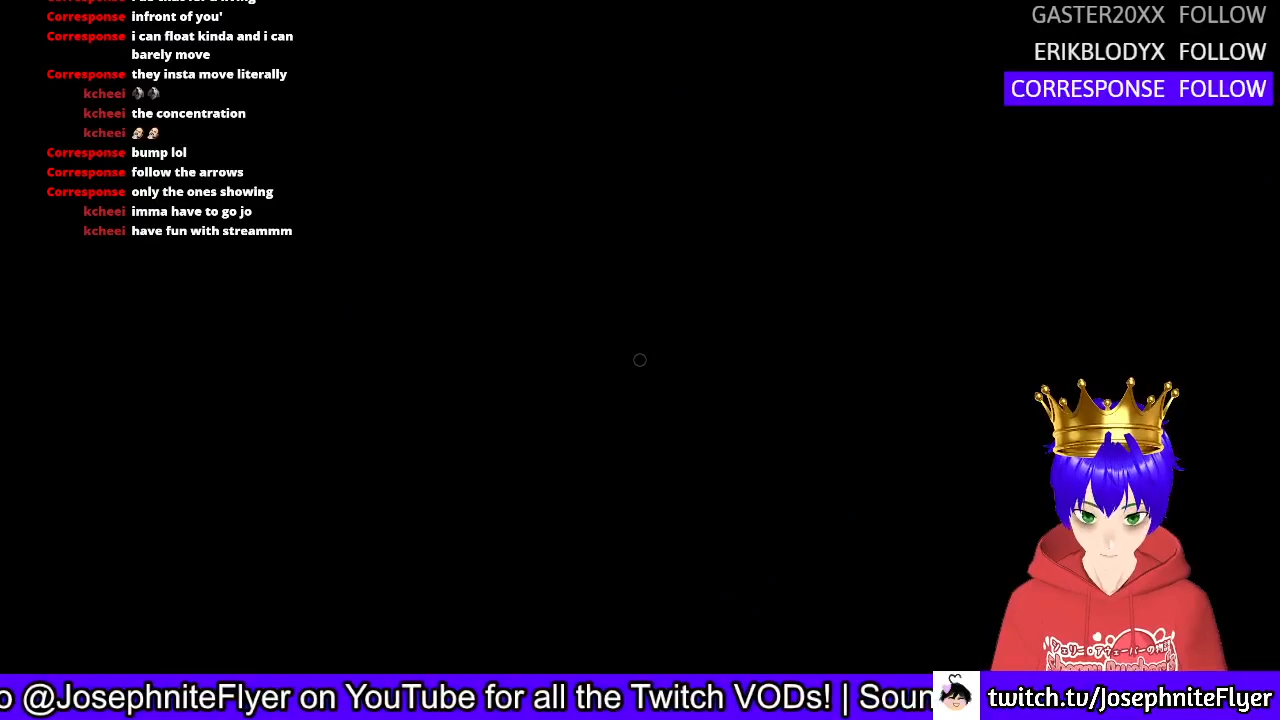 Corresponse infront of you'
Corresponse i can float kinda and i can
barely move
Corresponse they insta move literally
kcheei
kcheei the concentration
kcheei
Corresponse bump lol
Corresponse follow the arrows
Corresponse only the ones showing
kcheei imma have to go jo
kcheei have fun with streammm
GASTER20XX FOLLOW
ERIKBLODYX FOLLOW
CORRESPONSE FOLLOW
@JosephniteFlyer on YouTube for all the Twitch VODs! | Soun
twitch.tv/JosephniteFlyer